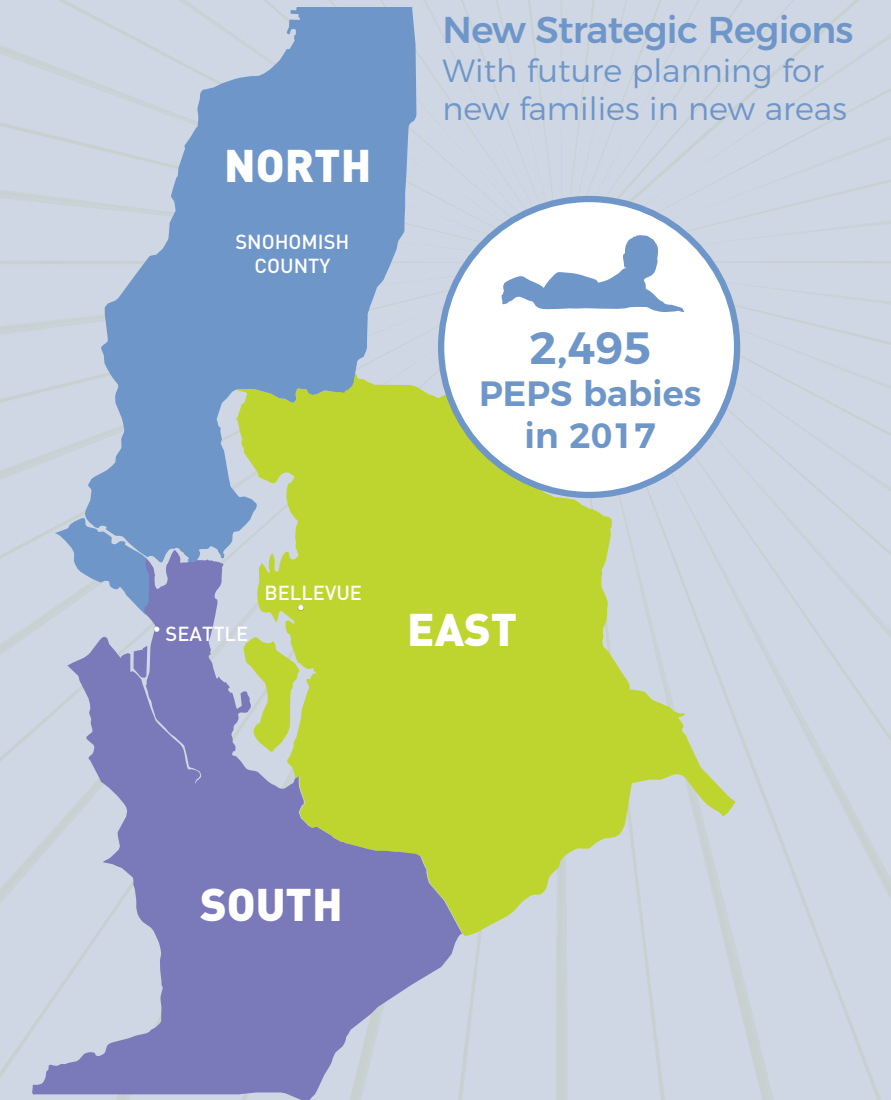 New Strategic Regions
With future planning for
new families in new areas
NORTH
SNOHOMISH
COUNTY
2,495
PEPS babies
in 2017
BELLEVUE
SEATTLE
EAST
SOUTH